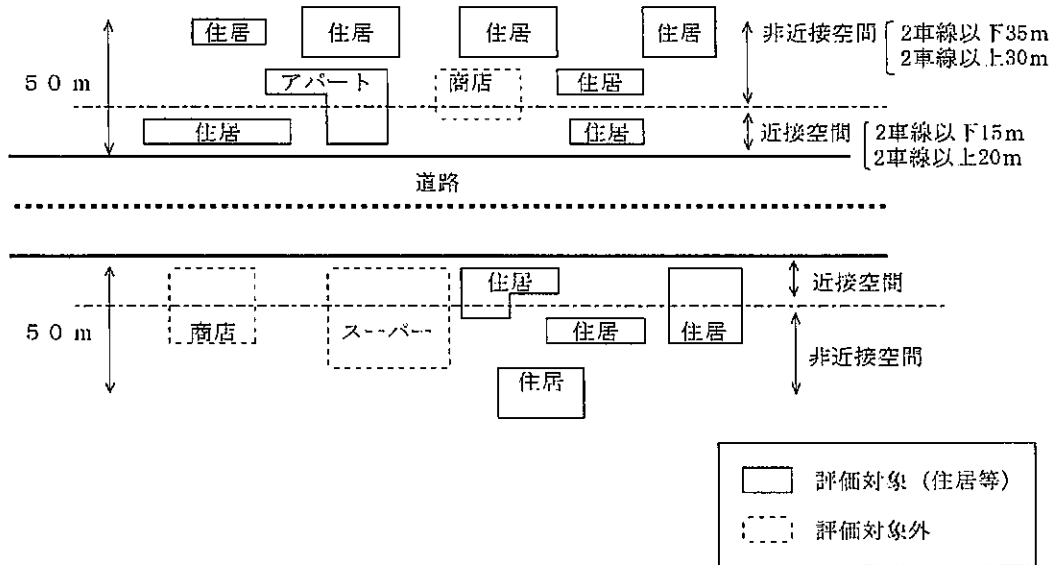 住居
住居
住居
住居
非近接空間
2車線以下35m
2車線以上30m
50m
アパート
商店
住居
住居
住居
近接空間
2車線以下15m
2車線以上20m
道路
50m
商店
スーパー
住居
住居
住居
住居
近接空間
非近接空間
評価対象（住居等）
評価対象外